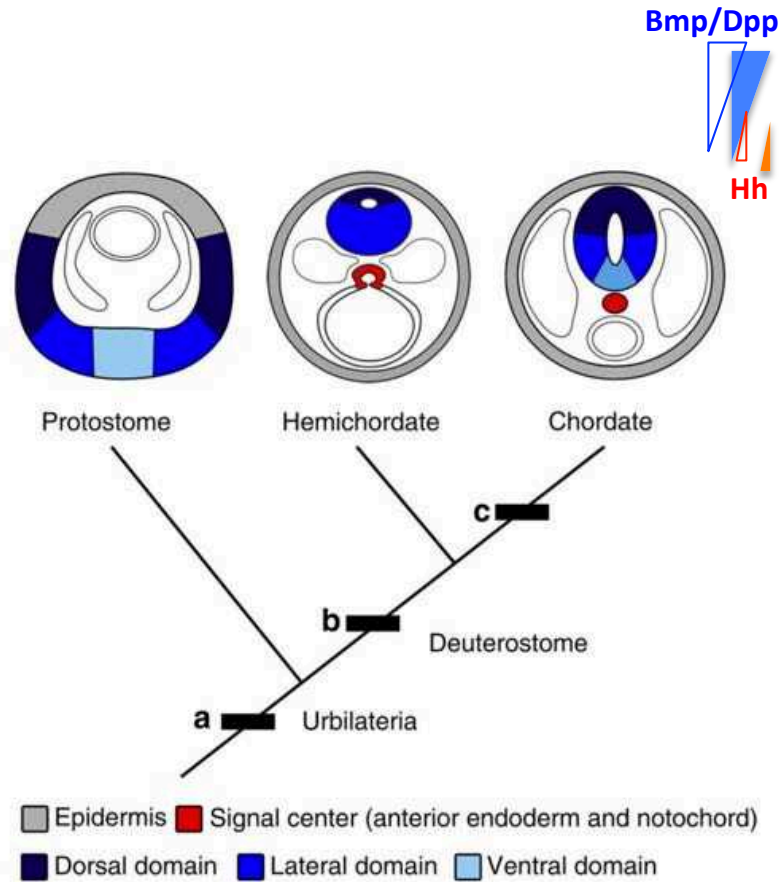 Bmp/Dpp
Hh
Protostome Hemichordate Chordate
c
b
Deuterostome
a Urbilateria
Epidermis Signal center (anterior endoderm and notochord)
Dorsal domain Lateral domain Ventral domain